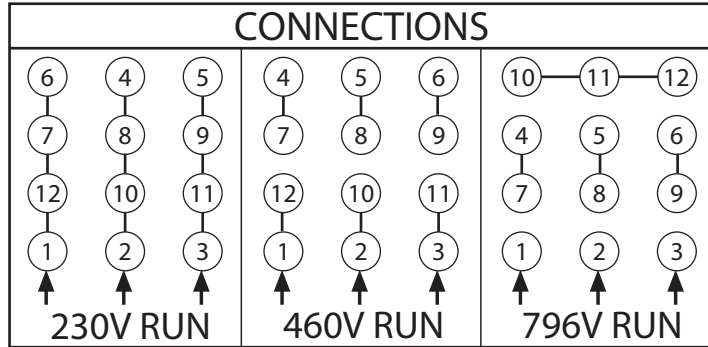 CONNECTIONS
6 4 5 4 5 6 10 11 12
7 8 9 7 8 9 4 5 6
12 10 11 12 10 11 7 8 9
1 2 3 1 2 3 1 2 3
230V RUN 460V RUN 796V RUN